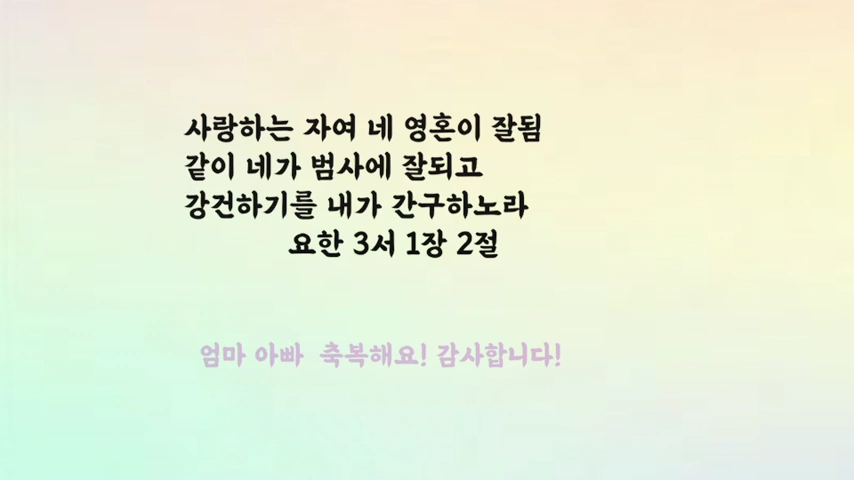 사랑하는 자여 네 영혼이 잘됨
같이 네가 범사에 잘되고
강건하기를 내가 간구하노라
요한 3서 1장 2절
엄마 아빠 축복해요! 감사합니다!